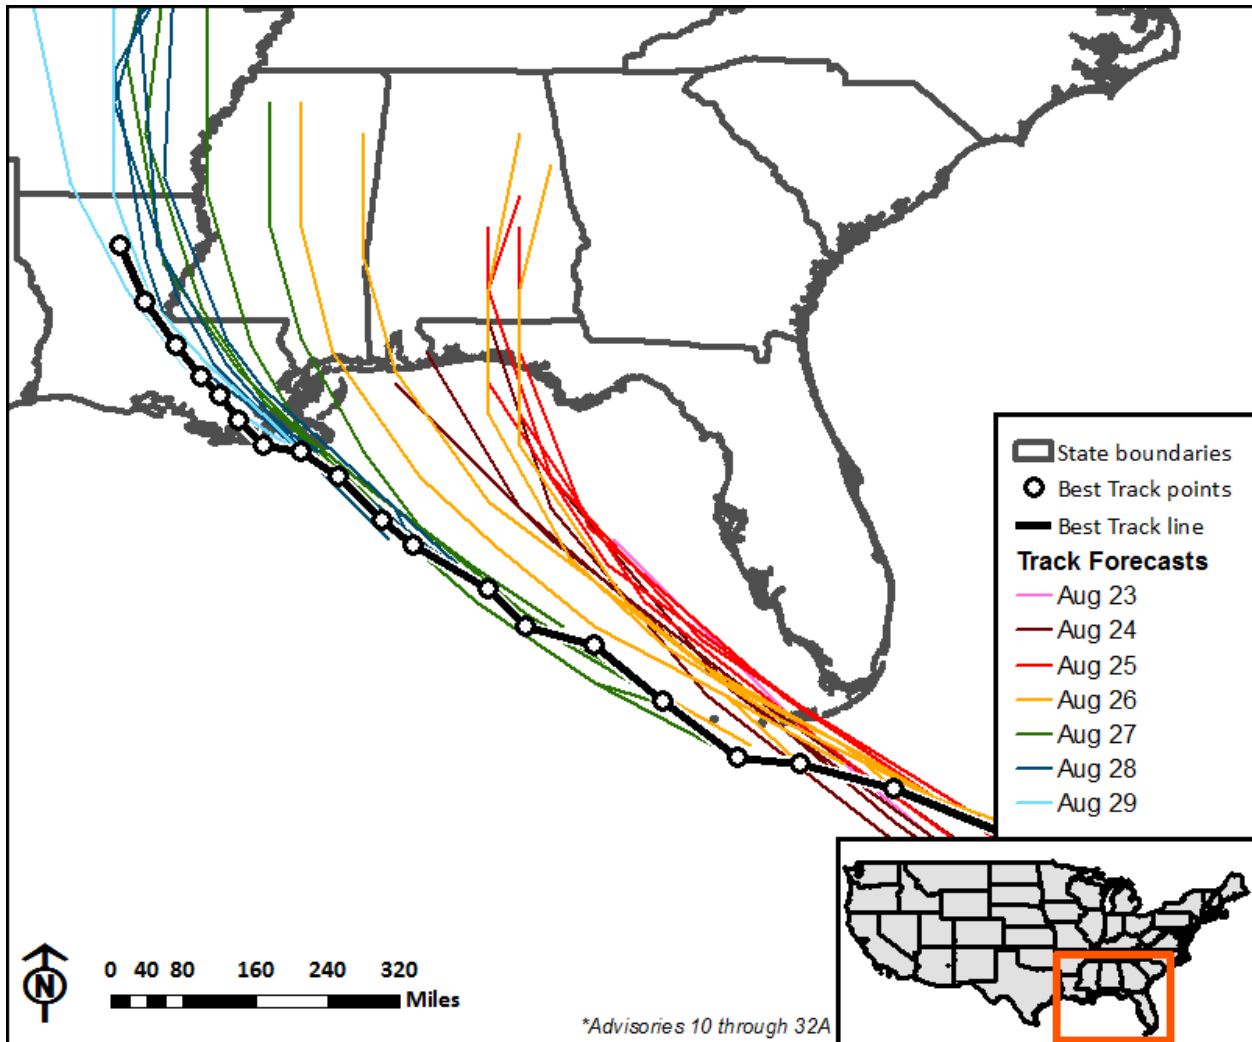 State boundaries
Best Track points
Best Track line
Track Forecasts
Aug 23
Aug 24
Aug 25
Aug 26
Aug 27
Aug 28
Aug 29
N
0 40 80 160 240 320
Miles
*Advisories 10 through 32A